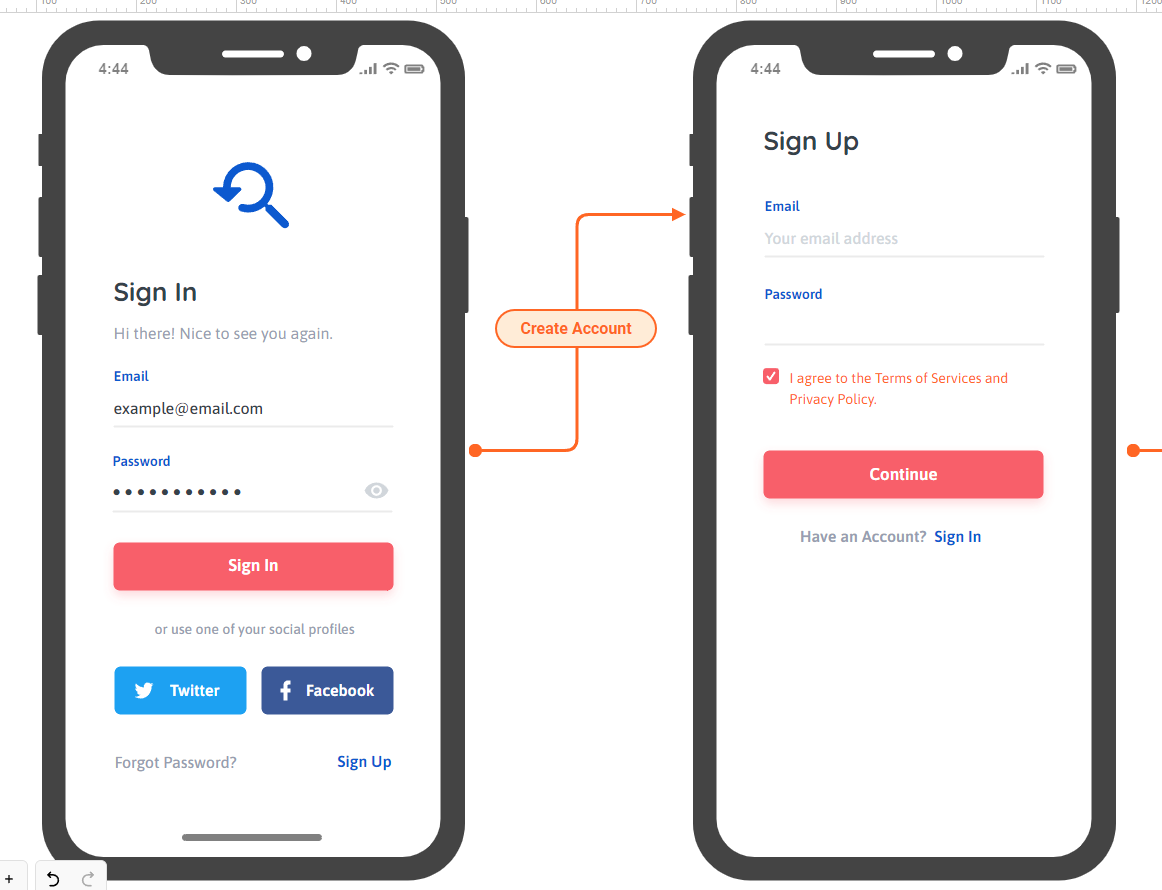 100 200 300 400 500 600 700 800 900 1000 1100 1200
4:44
Sign In
Hi there! Nice to see you again.
Email
example@email.com
Password
Sign In
or use one of your social profiles
Twitter
Facebook
Forgot Password?
Sign Up
Create Account
4:44
Sign Up
Email
Your email address
Password
I agree to the Terms of Services and
Privacy Policy.
Continue
Have an Account? Sign In
+